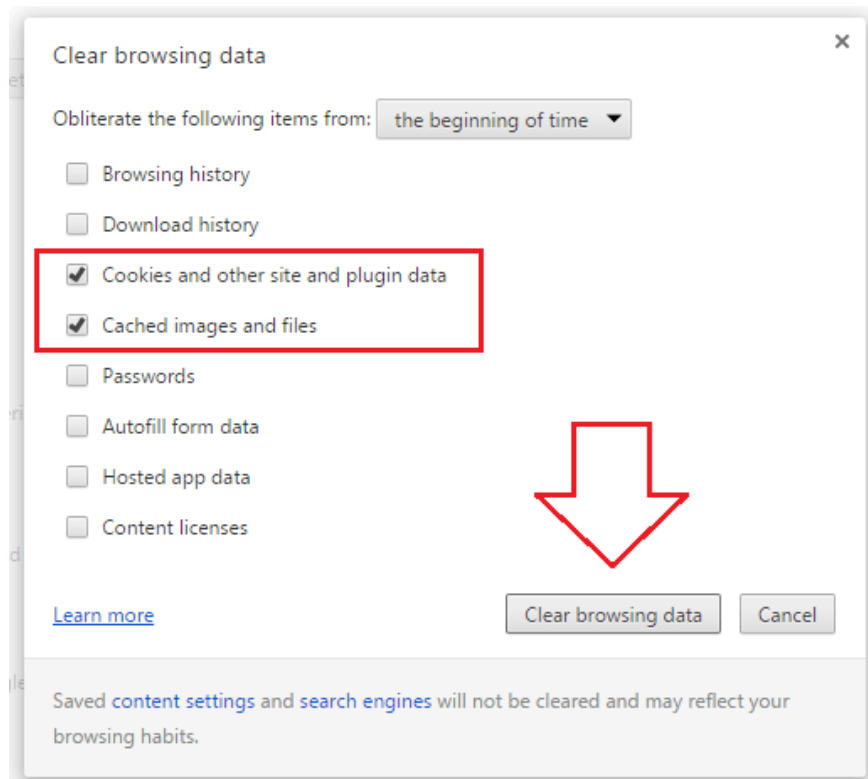 Clear browsing data
Obliterate the following items from: the beginning of time
Browsing history
Download history
Cookies and other site and plugin data
Cached images and files
Passwords
Autofill form data
Hosted app data
Content licenses
Learn more Clear browsing data Cancel
Saved content settings and search engines will not be cleared and may reflect your
browsing habits.